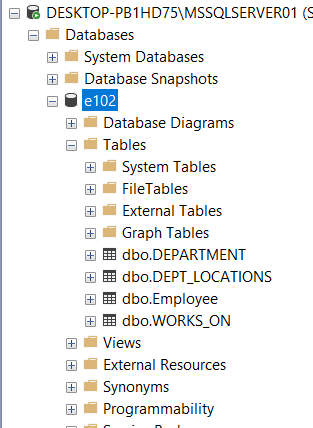 DESKTOP-PB1HD75\MSSQLSERVER01 (S
Databases
System Databases
Database Snapshots
e102
Database Diagrams
Tables
System Tables
FileTables
External Tables
Graph Tables
dbo.DEPARTMENT
dbo.DEPT_LOCATIONS
dbo.Employee
dbo.WORKS_ON
Views
External Resources
Synonyms
Programmability